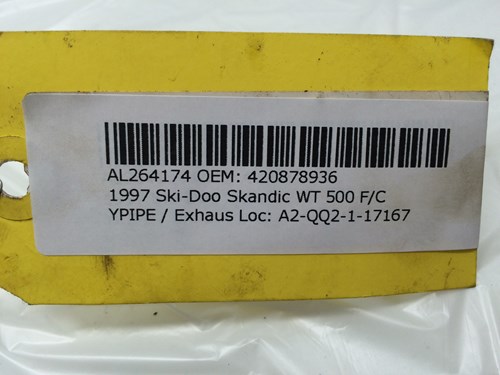 AL264174 OEM: 420878936
1997 Ski-Doo Skandic WT 500 F/C
YPIPE / Exhaus Loc: A2-QQ2-1-17167